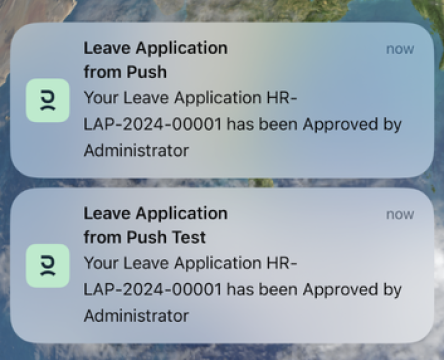 Leave Application
now
from Push
Your Leave Application HR-
LAP-2024-00001 has been Approved by
Administrator
Leave Application
now
from Push Test
Your Leave Application HR-
LAP-2024-00001 has been Approved by
Administrator